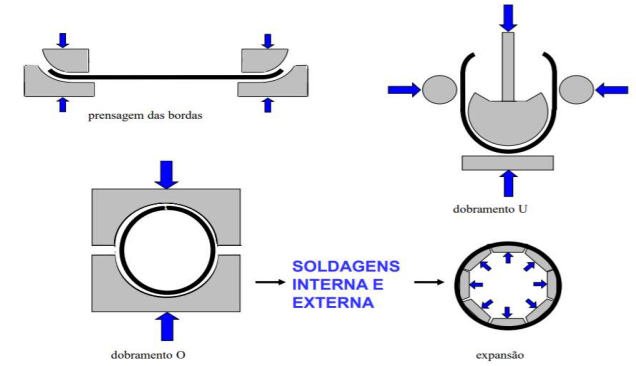 prensagem das bordas
dobramento U
SOLDAGENS
INTERNA E
EXTERNA
dobramento O
expansão